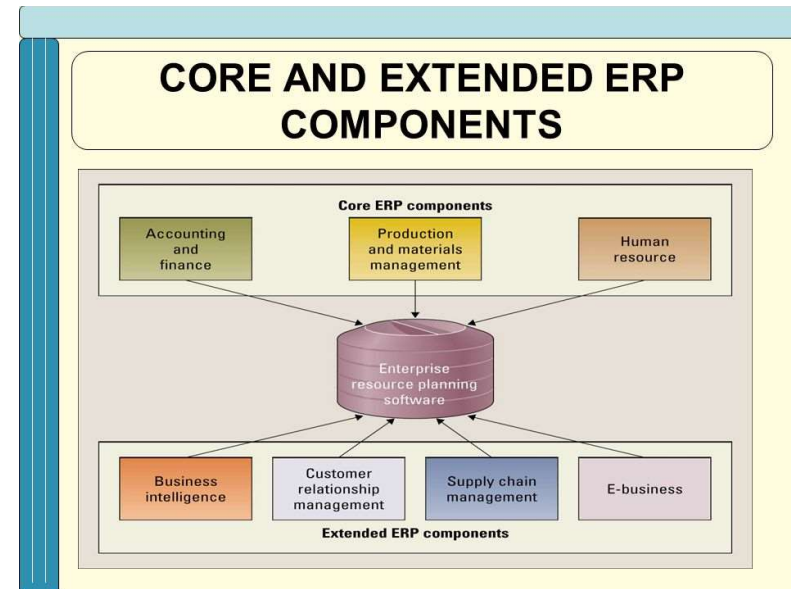 CORE AND EXTENDED ERP
COMPONENTS
Core ERP components
Accounting
and
finance
Production
and materials
management
Human
resource
Enterprise
resource planning
software
Business
intelligence
Customer
relationship
management
Supply chain
management
E-business
Extended ERP components